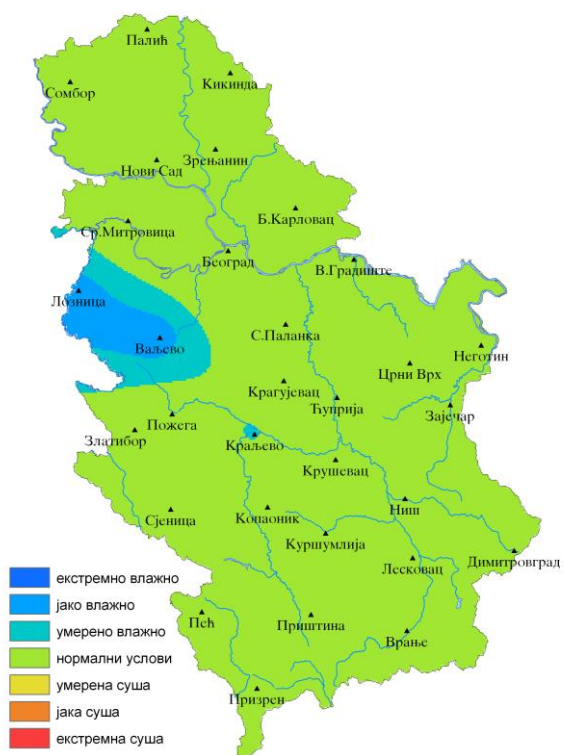 Палић
Кикинда
Сомбор
Зрењанин
Нови Сад
Б.Карловац
Ср.Митровица
Београд
В.Градиште
Лозница
С.Паланка
Ваљево
Неготин
Црни Врх
Крагујевац
Ћуприја
Зајечар
Пожега
Златибор
Краљево
Крушевац
Ниш
Сјеница
Копаоник
Куршумлија
Димитровград
Лесковац
Пећ
Приштина
Врање
Призрен
екстремно влажно
јако влажно
умерено влажно
нормални услови
умерена суша
јака суша
екстремна суша